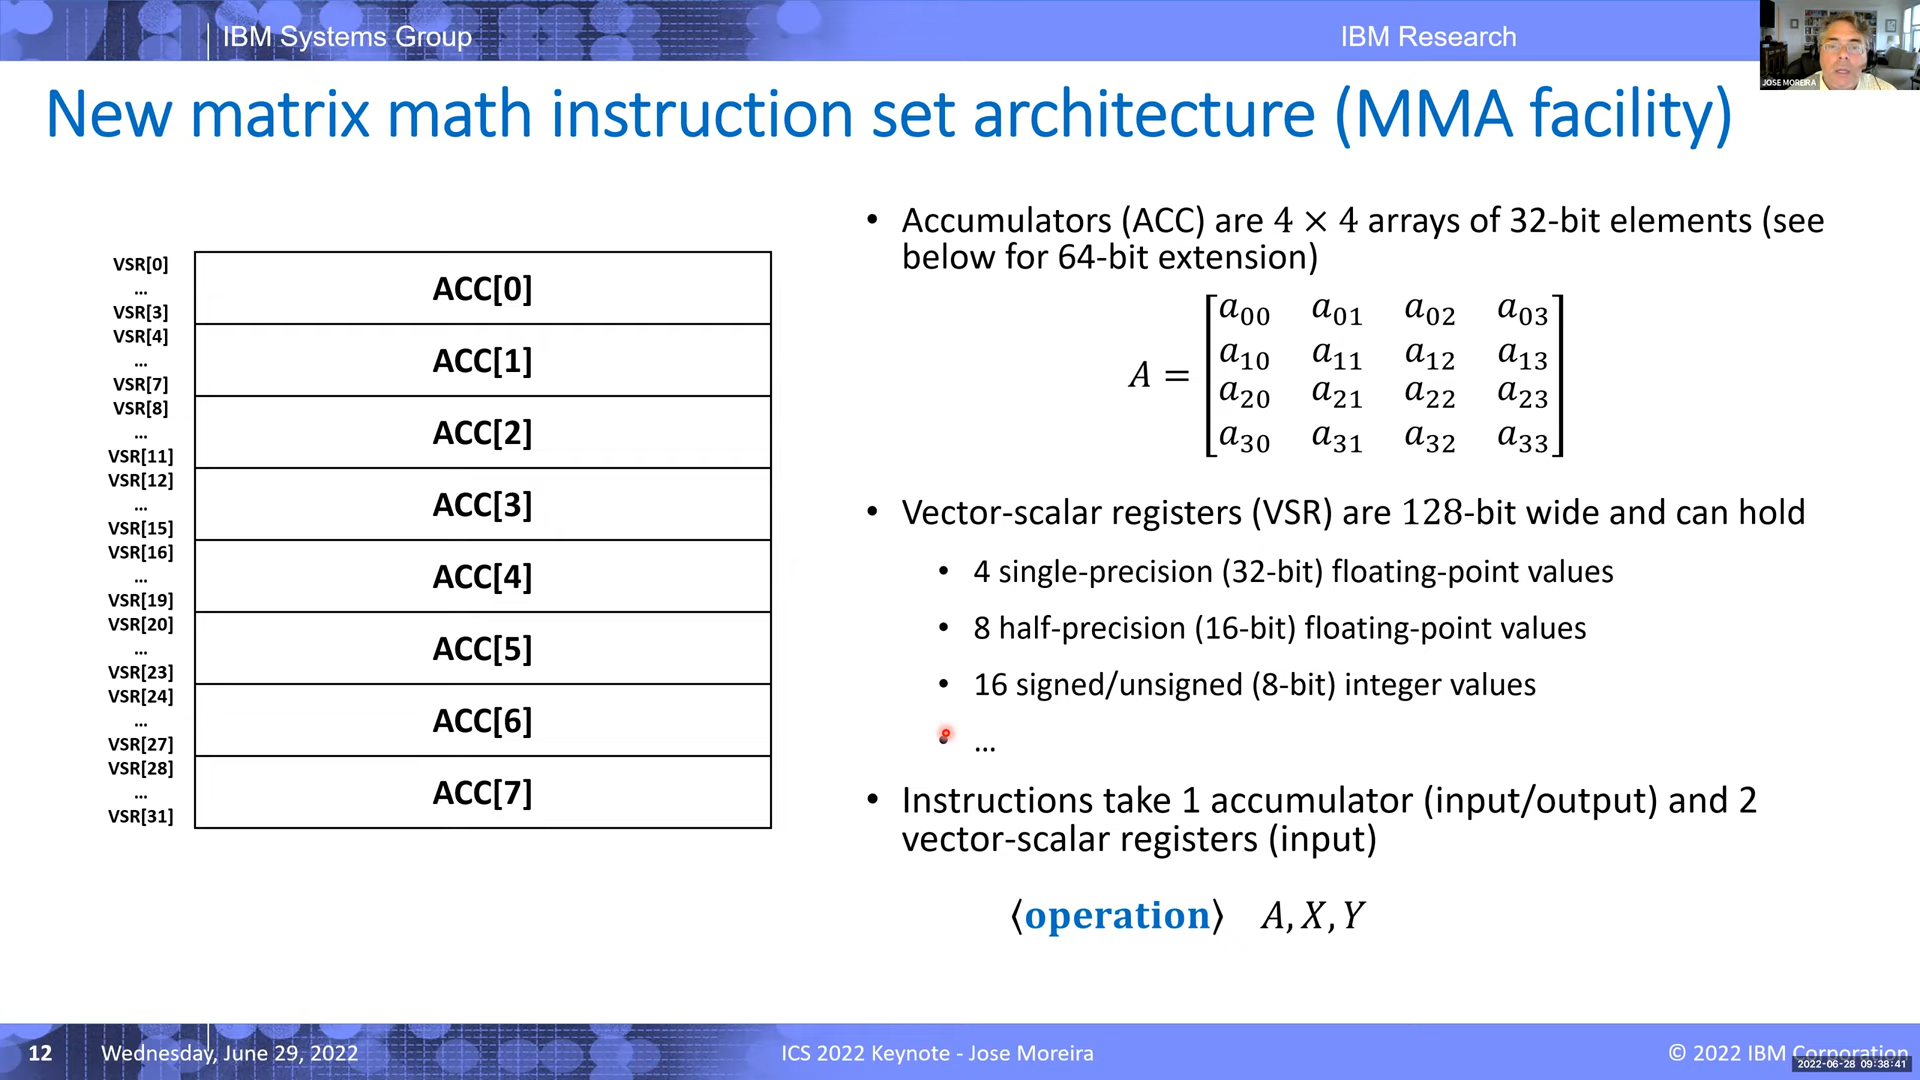 IBM Systems Group
IBM Research
JOSE MOREIRA
New matrix math instruction set architecture (MMA facility)
VSR[0]
...
VSR[3]
ACC[0]
VSR[4]
...
VSR[7]
ACC[1]
VSR[8]
...
VSR[11]
ACC[2]
VSR[12]
...
VSR[15]
ACC[3]
VSR[16]
...
VSR[19]
ACC[4]
VSR[20]
...
VSR[23]
ACC[5]
VSR[24]
...
VSR[27]
ACC[6]
VSR[28]
...
VSR[31]
ACC[7]
• Accumulators (ACC) are 4 × 4 arrays of 32-bit elements (see
below for 64-bit extension)
A =
a00 a01 a02 a03
a10 a11 a12 a13
a20 a21 a22 a23
a30 a31 a32 a33
• Vector-scalar registers (VSR) are 128-bit wide and can hold
• 4 single-precision (32-bit) floating-point values
• 8 half-precision (16-bit) floating-point values
• 16 signed/unsigned (8-bit) integer values
• ...
• Instructions take 1 accumulator (input/output) and 2
vector-scalar registers (input)
⟨operation⟩ A, X, Y
12
Wednesday, June 29, 2022
ICS 2022 Keynote - Jose Moreira
© 2022 IBM Corporation
2022-06-28 09:38:41